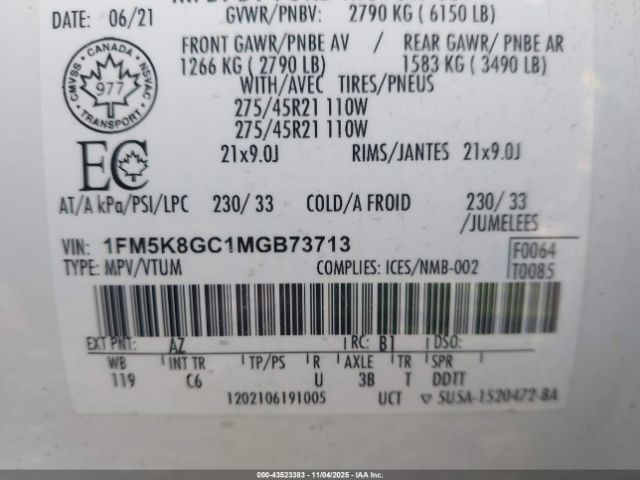 DATE: 06/21
GVWR/PNBV: 2790 KG ( 6150 LB)
FRONT GAWR/PNBE AV / REAR GAWR/ PNBE AR
1266 KG ( 2790 LB) 1583 KG ( 3490 LB)
WITH/AVEC TIRES/PNEUS
275/45R21 110W
275/45R21 110W
CANADA
CMVSS NSVAC
977
TRANSPORT
EC
21x9.0J RIMS/JANTES 21x9.0J
AT/A kPa/PSI/LPC 230/ 33 COLD/A FROID 230/ 33
/JUMELEES
VIN: 1FM5K8GC1MGB73713
F0064
TYPE: MPV/VTUM COMPLIES: ICES/NMB-002
T0085
EXT PNT: AZ RC: B1 DSO:
WB INT TR TP/PS R AXLE TR SPR
119 C6 U 3B T DDTT
1202106191005 UCT ▽ SU5A-1520472-BA
000-43523383 - 11/04/2025 - IAAI.COM